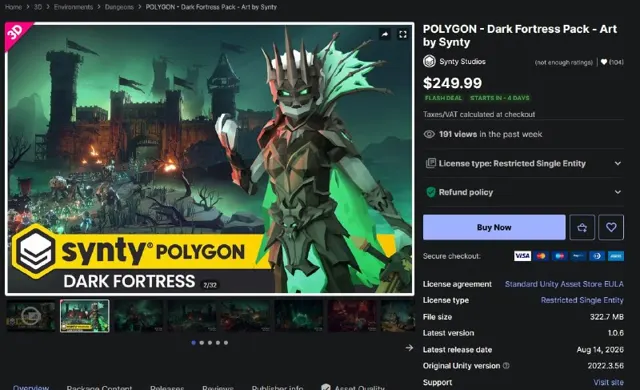 Home > 3D > Environments > Dungeons > POLYGON - Dark Fortress Pack - Art by Synty
3D
synty® POLYGON
DARK FORTRESS
2/32
POLYGON - Dark Fortress Pack - Art
by Synty
Synty Studios
(not enough ratings)
(104)
$249.99
FLASH DEAL
STARTS IN - 4 DAYS
Taxes/VAT calculated at checkout
191 views in the past week
License type: Restricted Single Entity
Refund policy
Buy Now
Secure checkout:
VISA
License agreement Standard Unity Asset Store EULA
License type Restricted Single Entity
File size 322.7 MB
Latest version 1.0.6
Latest release date Aug 14, 2026
Original Unity version 2022.3.56
Support Visit site
Overview Package Content Releases Reviews Publisher info Asset Quality